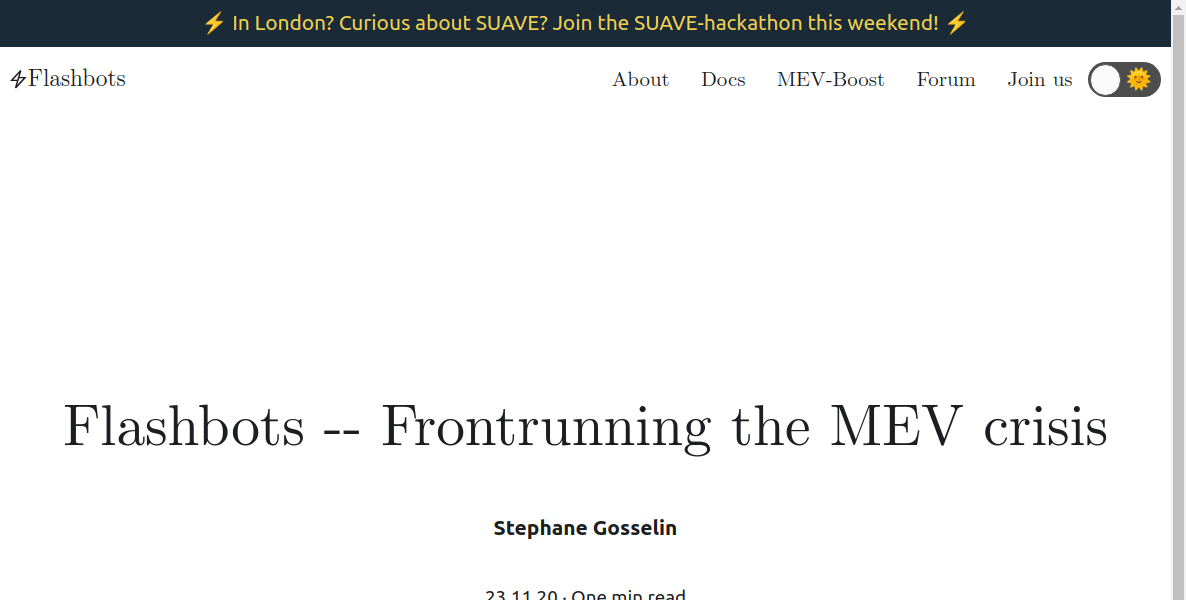 ⚡ In London? Curious about SUAVE? Join the SUAVE-hackathon this weekend! ⚡
Flashbots About Docs MEV-Boost Forum Join us
Flashbots -- Frontrunning the MEV crisis
Stephane Gosselin
23.11.20 · One min read